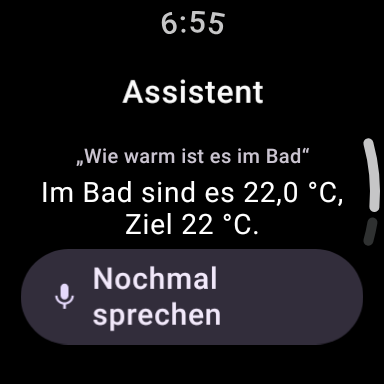 6:55
Assistent
„Wie warm ist es im Bad“
Im Bad sind es 22,0 °C,
Ziel 22 °C.
Nochmal
sprechen